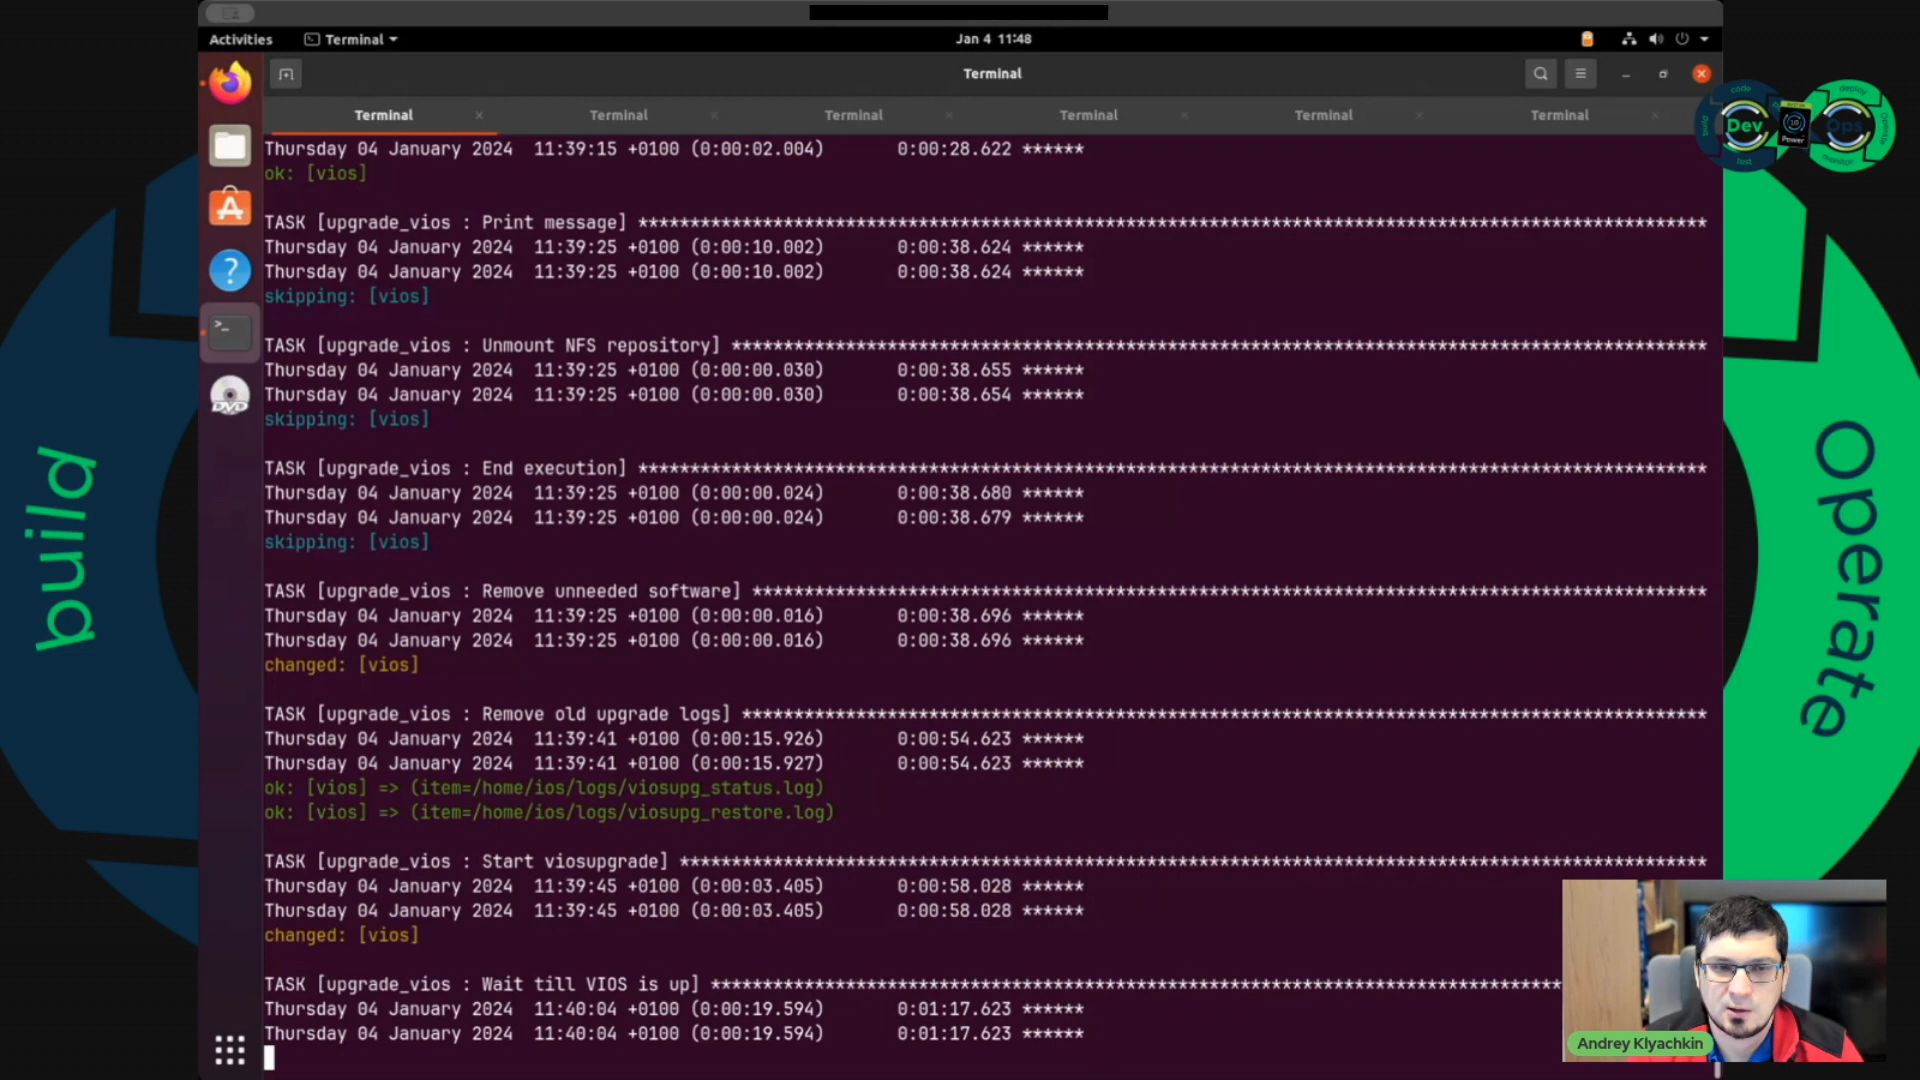 Activities
Terminal
Jan 4 11:48
Terminal
Terminal × Terminal × Terminal × Terminal × Terminal × Terminal ×
Thursday 04 January 2024 11:39:15 +0100 (0:00:02.004) 0:00:28.622 ******
ok: [vios]
TASK [upgrade_vios : Print message] *******************************************************************************************************
Thursday 04 January 2024 11:39:25 +0100 (0:00:10.002) 0:00:38.624 ******
Thursday 04 January 2024 11:39:25 +0100 (0:00:10.002) 0:00:38.624 ******
skipping: [vios]
TASK [upgrade_vios : Unmount NFS repository] **********************************************************************************************
Thursday 04 January 2024 11:39:25 +0100 (0:00:00.030) 0:00:38.655 ******
Thursday 04 January 2024 11:39:25 +0100 (0:00:00.030) 0:00:38.654 ******
skipping: [vios]
TASK [upgrade_vios : End execution] *******************************************************************************************************
Thursday 04 January 2024 11:39:25 +0100 (0:00:00.024) 0:00:38.680 ******
Thursday 04 January 2024 11:39:25 +0100 (0:00:00.024) 0:00:38.679 ******
skipping: [vios]
TASK [upgrade_vios : Remove unneeded software] ********************************************************************************************
Thursday 04 January 2024 11:39:25 +0100 (0:00:00.016) 0:00:38.696 ******
Thursday 04 January 2024 11:39:25 +0100 (0:00:00.016) 0:00:38.696 ******
changed: [vios]
TASK [upgrade_vios : Remove old upgrade logs] *********************************************************************************************
Thursday 04 January 2024 11:39:41 +0100 (0:00:15.926) 0:00:54.623 ******
Thursday 04 January 2024 11:39:41 +0100 (0:00:15.927) 0:00:54.623 ******
ok: [vios] => (item=/home/ios/logs/viosupg_status.log)
ok: [vios] => (item=/home/ios/logs/viosupg_restore.log)
TASK [upgrade_vios : Start viosupgrade] ***************************************************************************************************
Thursday 04 January 2024 11:39:45 +0100 (0:00:03.405) 0:00:58.028 ******
Thursday 04 January 2024 11:39:45 +0100 (0:00:03.405) 0:00:58.028 ******
changed: [vios]
TASK [upgrade_vios : Wait till VIOS is up] **********************************************************************************
Thursday 04 January 2024 11:40:04 +0100 (0:00:19.594) 0:01:17.623 ******
Thursday 04 January 2024 11:40:04 +0100 (0:00:19.594) 0:01:17.623 ******
DVD
build
Operate
code
build
Dev
test
Power
deploy
Operate
Ops
monitor
Andrey Klyachkin